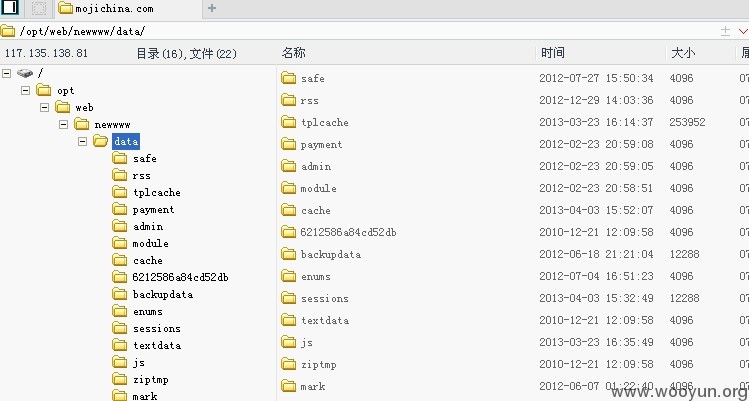 mojichina.com +
/opt/web/newwww/data/
117.135.138.81 目录(16),文件(22) 名称 时间 大小
/
opt
web
newwww
data
safe
rss
tplcache
payment
admin
module
cache
6212586a84cd52db
backupdata
enums
sessions
textdata
js
ziptmp
mark
safe 2012-07-27 15:50:34 4096 07
rss 2012-12-29 14:03:36 4096 07
tplcache 2013-03-23 16:14:37 253952 07
payment 2012-02-23 20:59:08 4096 07
admin 2012-02-23 20:59:05 4096 07
module 2012-02-23 20:58:51 4096 07
cache 2013-04-03 15:52:07 4096 07
6212586a84cd52db 2010-12-21 12:09:58 4096 07
backupdata 2012-06-18 21:21:04 12288 07
enums 2012-07-04 16:51:23 4096 07
sessions 2013-04-03 15:32:49 12288 07
textdata 2010-12-21 12:09:58 4096 07
js 2013-03-23 16:35:49 4096 07
ziptmp 2010-12-21 12:09:58 4096 07
mark 2012-06-07 01:22:40 4096 07
www.wooyun.org